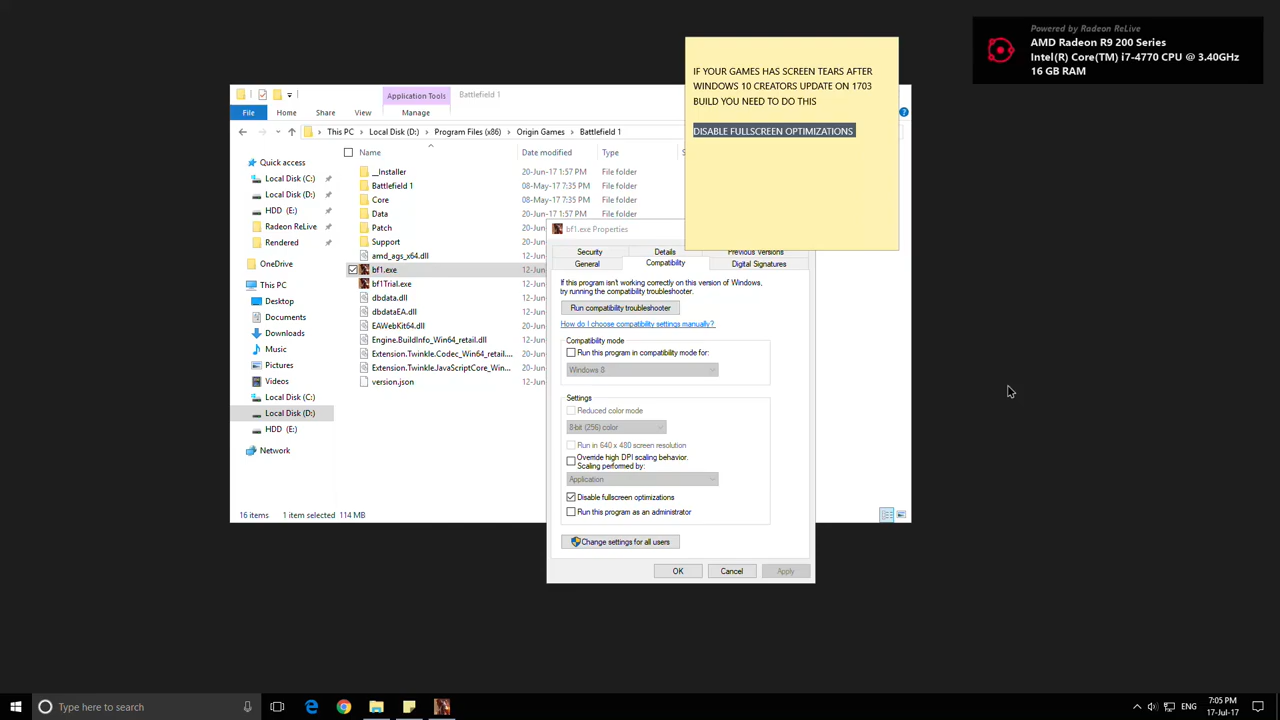 Powered by Radeon ReLive
AMD Radeon R9 200 Series
Intel(R) Core(TM) i7-4770 CPU @ 3.40GHz
16 GB RAM
IF YOUR GAMES HAS SCREEN TEARS AFTER
WINDOWS 10 CREATORS UPDATE ON 1703
BUILD YOU NEED TO DO THIS
DISABLE FULLSCREEN OPTIMIZATIONS
Application Tools
Battlefield 1
File
Home
Share
View
Manage
This PC
Local Disk (D:)
Program Files (x86)
Origin Games
Battlefield 1
Name
Date modified
Type
Quick access
Local Disk (C:)
Local Disk (D:)
HDD (E:)
Radeon ReLive
Rendered
OneDrive
This PC
Desktop
Documents
Downloads
Music
Pictures
Videos
Local Disk (C:)
Local Disk (D:)
HDD (E:)
Network
__Installer 20-Jun-17 1:57 PM File folder
Battlefield 1 08-May-17 7:35 PM File folder
Core 08-May-17 7:35 PM File folder
Data 20-Jun-17 1:57 PM File folder
Patch
Support
amd_ags_x64.dll
bf1.exe
bf1Trial.exe
dbdata.dll
dbdataEA.dll
EAWebKit64.dll
Engine.BuildInfo_Win64_retail.dll
Extension.Twinkle.Codec_Win64_retail....
Extension.Twinkle.JavaScriptCore_Win...
version.json
16 items 1 item selected 114 MB
bf1.exe Properties
Security
Details
Previous Versions
General
Compatibility
Digital Signatures
If this program isn't working correctly on this version of Windows,
try running the compatibility troubleshooter.
Run compatibility troubleshooter
How do I choose compatibility settings manually?
Compatibility mode
Run this program in compatibility mode for:
Windows 8
Settings
Reduced color mode
8-bit (256) color
Run in 640 x 480 screen resolution
Override high DPI scaling behavior.
Scaling performed by:
Application
Disable fullscreen optimizations
Run this program as an administrator
Change settings for all users
OK
Cancel
Apply
Type here to search
ENG
7:05 PM
17-Jul-17